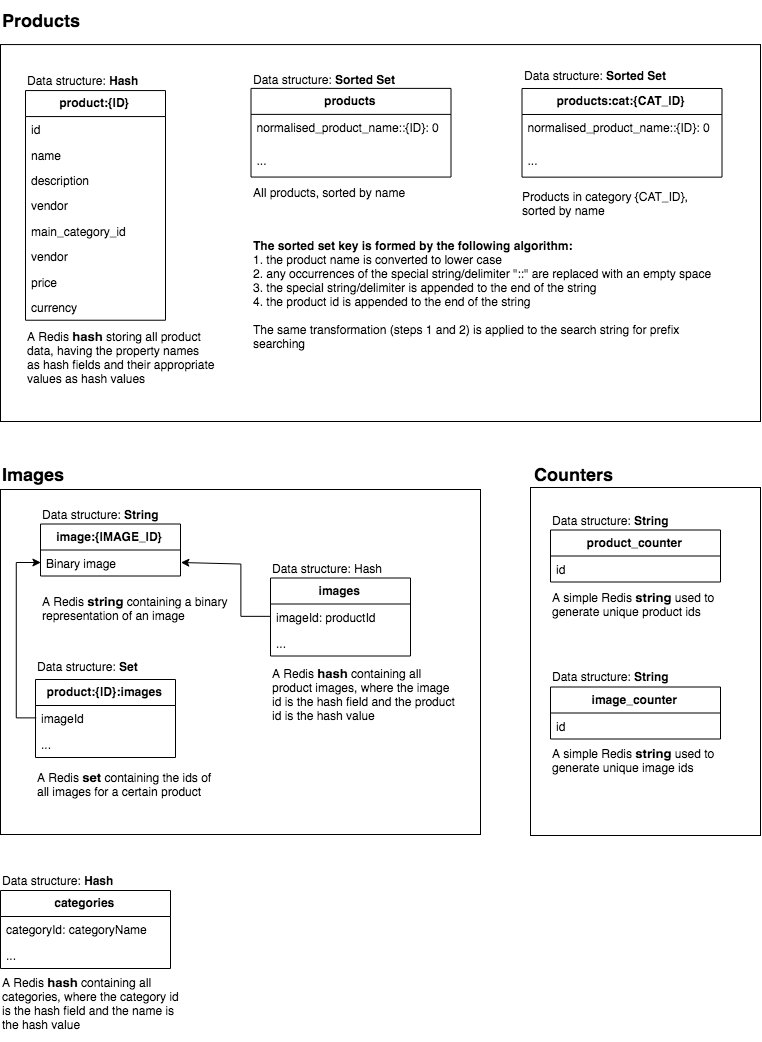 Products
Data structure: Hash
product:{ID}
id
name
description
vendor
main_category_id
vendor
price
currency
A Redis hash storing all product
data, having the property names
as hash fields and their appropriate
values as hash values
Data structure: Sorted Set
products
normalised_product_name::{ID}: 0
...
All products, sorted by name
Data structure: Sorted Set
products:cat:{CAT_ID}
normalised_product_name::{ID}: 0
...
Products in category {CAT_ID},
sorted by name
The sorted set key is formed by the following algorithm:
1. the product name is converted to lower case
2. any occurrences of the special string/delimiter "::" are replaced with an empty space
3. the special string/delimiter is appended to the end of the string
4. the product id is appended to the end of the string
The same transformation (steps 1 and 2) is applied to the search string for prefix
searching
Images
Data structure: String
image:{IMAGE_ID}
Binary image
A Redis string containing a binary
representation of an image
Data structure: Hash
images
imageId: productId
...
A Redis hash containing all
product images, where the image
id is the hash field and the product
id is the hash value
Data structure: Set
product:{ID}:images
imageId
...
A Redis set containing the ids of
all images for a certain product
Counters
Data structure: String
product_counter
id
A simple Redis string used to
generate unique product ids
Data structure: String
image_counter
id
A simple Redis string used to
generate unique image ids
Data structure: Hash
categories
categoryId: categoryName
...
A Redis hash containing all
categories, where the category id
is the hash field and the name is
the hash value